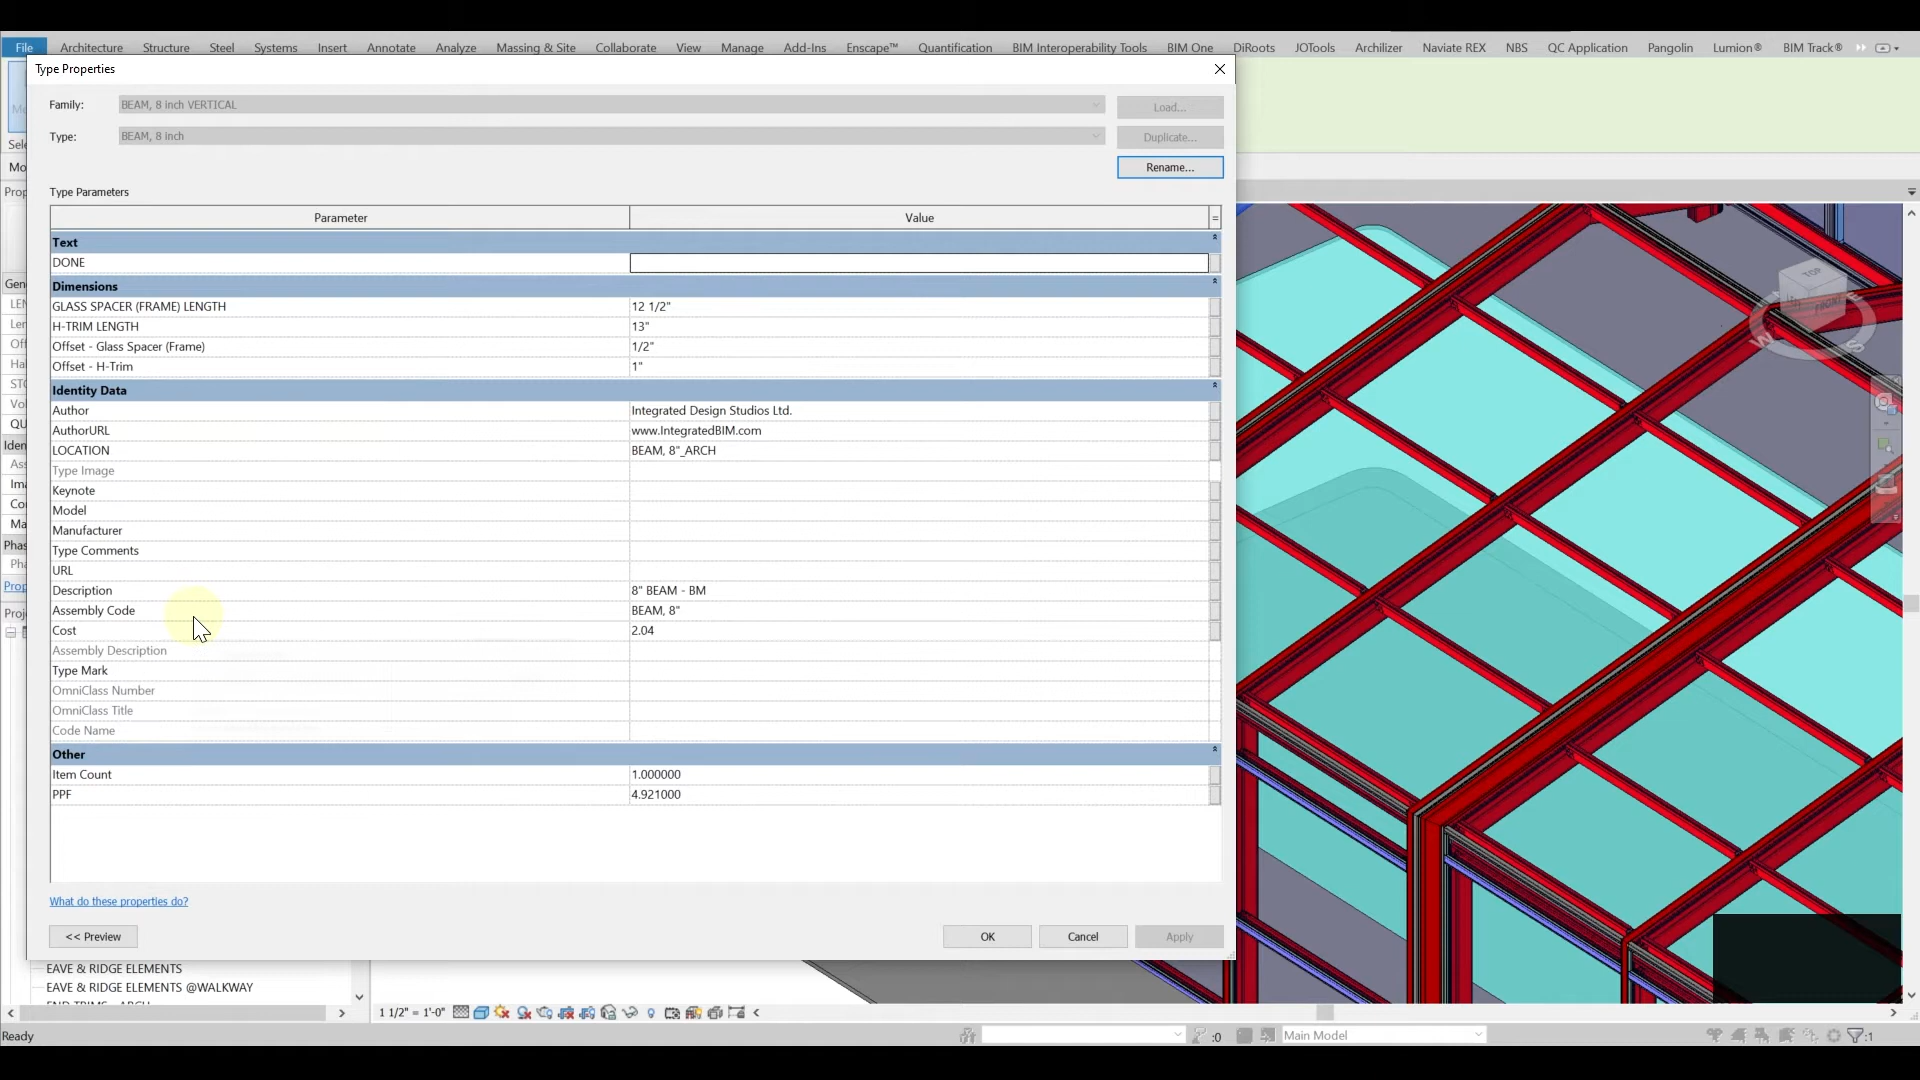 File Architecture Structure Steel Systems Insert Annotate Analyze Massing & Site Collaborate View Manage Add-Ins Enscape™ Quantification BIM Interoperability Tools BIM One DiRoots JOTools Archilizer Naviate REX NBS QC Application Pangolin Lumion® BIM Track®
Type Properties
Family: BEAM, 8 inch VERTICAL Load...
Type: BEAM, 8 inch Duplicate...
Rename...
Type Parameters
Parameter Value =
Text
DONE
Dimensions
GLASS SPACER (FRAME) LENGTH 12 1/2"
H-TRIM LENGTH 13"
Offset - Glass Spacer (Frame) 1/2"
Offset - H-Trim 1"
Identity Data
Author Integrated Design Studios Ltd.
AuthorURL www.IntegratedBIM.com
LOCATION BEAM, 8"_ARCH
Type Image
Keynote
Model
Manufacturer
Type Comments
URL
Description 8" BEAM - BM
Assembly Code BEAM, 8"
Cost 2.04
Assembly Description
Type Mark
OmniClass Number
OmniClass Title
Code Name
Other
Item Count 1.000000
PPF 4.921000
What do these properties do?
<< Preview OK Cancel Apply
EAVE & RIDGE ELEMENTS
EAVE & RIDGE ELEMENTS @WALKWAY
1 1/2" = 1'-0"
Ready :0 Main Model :1
TOP
FRONT
W S